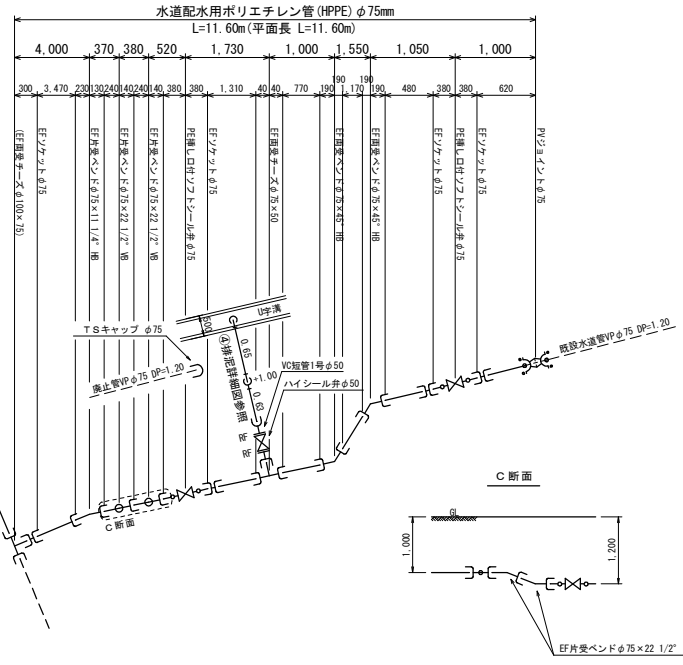 水道配水用ポリエチレン管(HPPE)φ75mm
L=11.60m(平面長 L=11.60m)
4,000 370 380 520 1,730 1,000 1,550 1,050 1,000
300 3,470 230 130 240 140 240 140 380 380 1,310 40 40 770 190 190 1,170 190 190 480 380 380 620
(EF両受チーズφ100×75)
EFソケットφ75
EF片受ベンドφ75×11 1/4° HB
EF片受ベンドφ75×22 1/2° VB
EF片受ベンドφ75×22 1/2° VB
PE挿し口付ソフトシール弁φ75
EFソケットφ75
EF両受チーズφ75×50
EF両受ベンドφ75×45° HB
EF両受ベンドφ75×45° HB
EFソケットφ75
PE挿し口付ソフトシール弁φ75
EFソケットφ75
PVジョイントφ75
U字溝
500
TSキャップ φ75
廃止管VPφ75 DP=1.20
④排泥詳細図参照
0.65
+1.00
0.63
VC短管1号φ50
ハイシール弁φ50
RF
RF
既設水道管VPφ75 DP=1.20
C断面
C断面
GL
1.000
1.200
EF片受ベンドφ75×22 1/2°